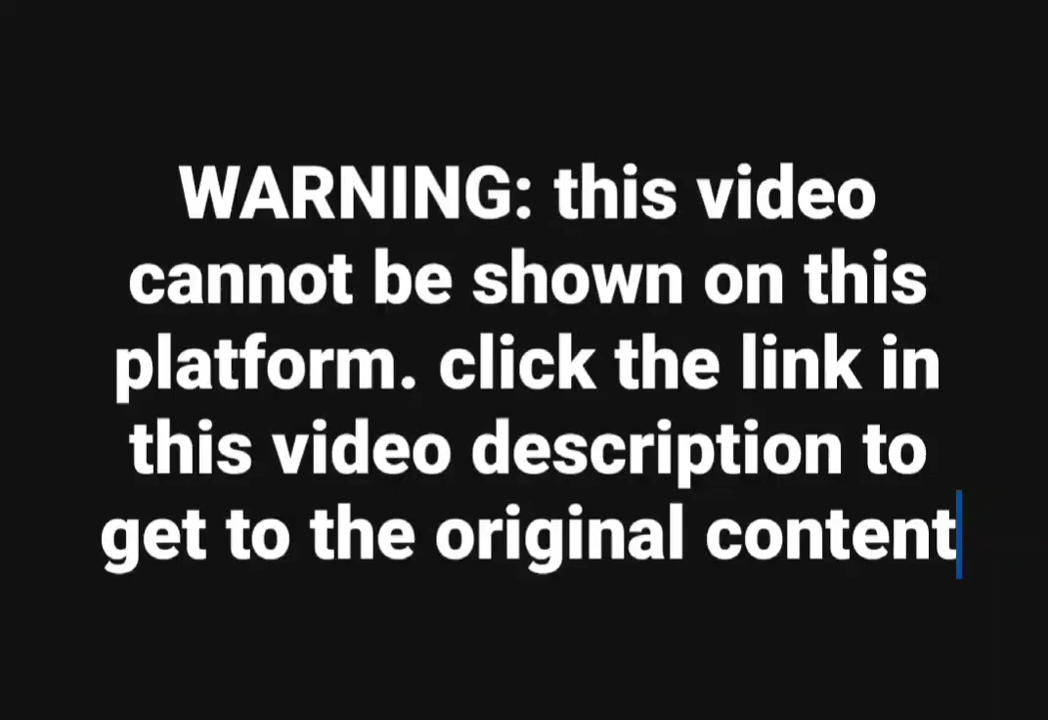 WARNING: this video
cannot be shown on this
platform. click the link in
this video description to
get to the original content